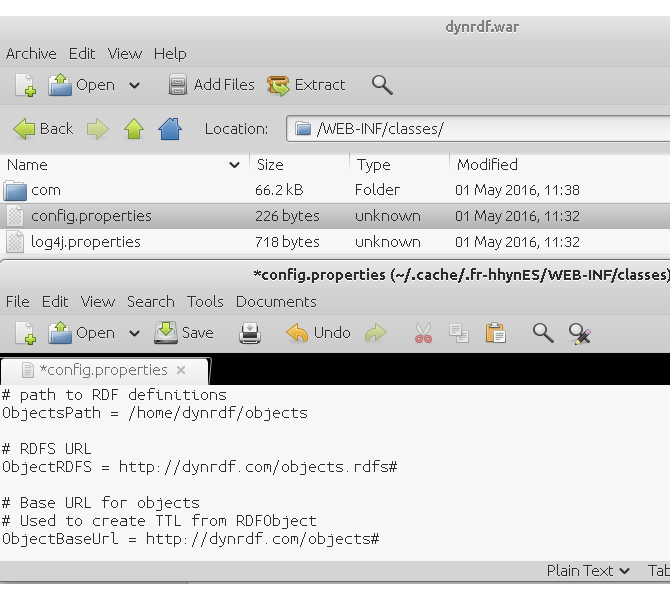 dynrdf.war
Archive Edit View Help
Open Add Files Extract
Back Location: /WEB-INF/classes/
Name Size Type Modified
com 66.2 kB Folder 01 May 2016, 11:38
config.properties 226 bytes unknown 01 May 2016, 11:32
log4j.properties 718 bytes unknown 01 May 2016, 11:32
*config.properties (~/.cache/.fr-hhynES/WEB-INF/classes)
File Edit View Search Tools Documents
Open Save Undo
*config.properties ×
# path to RDF definitions
ObjectsPath = /home/dynrdf/objects
# RDFS URL
ObjectRDFS = http://dynrdf.com/objects.rdfs#
# Base URL for objects
# Used to create TTL from RDFObject
ObjectBaseUrl = http://dynrdf.com/objects#
Plain Text Tab